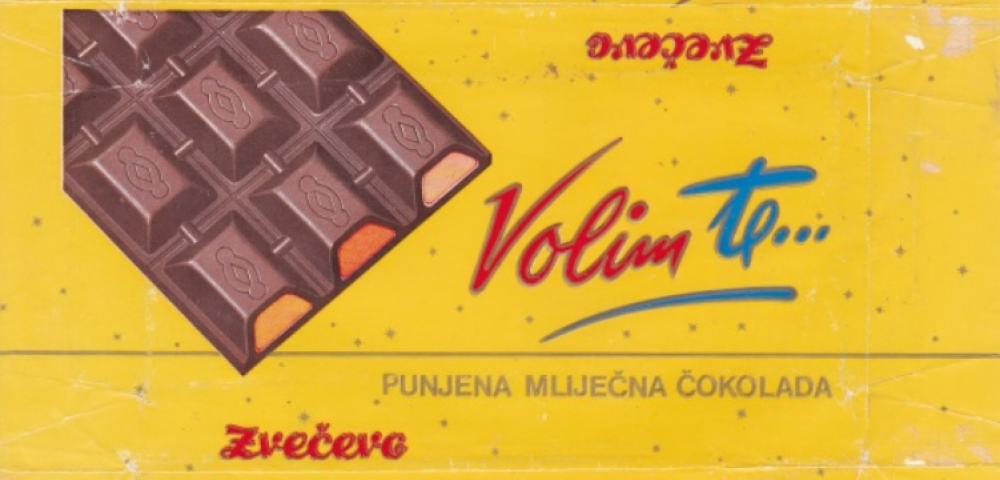 Zvečevo
Volim te...
PUNJENA MLIJEČNA ČOKOLADA
Zvečevo